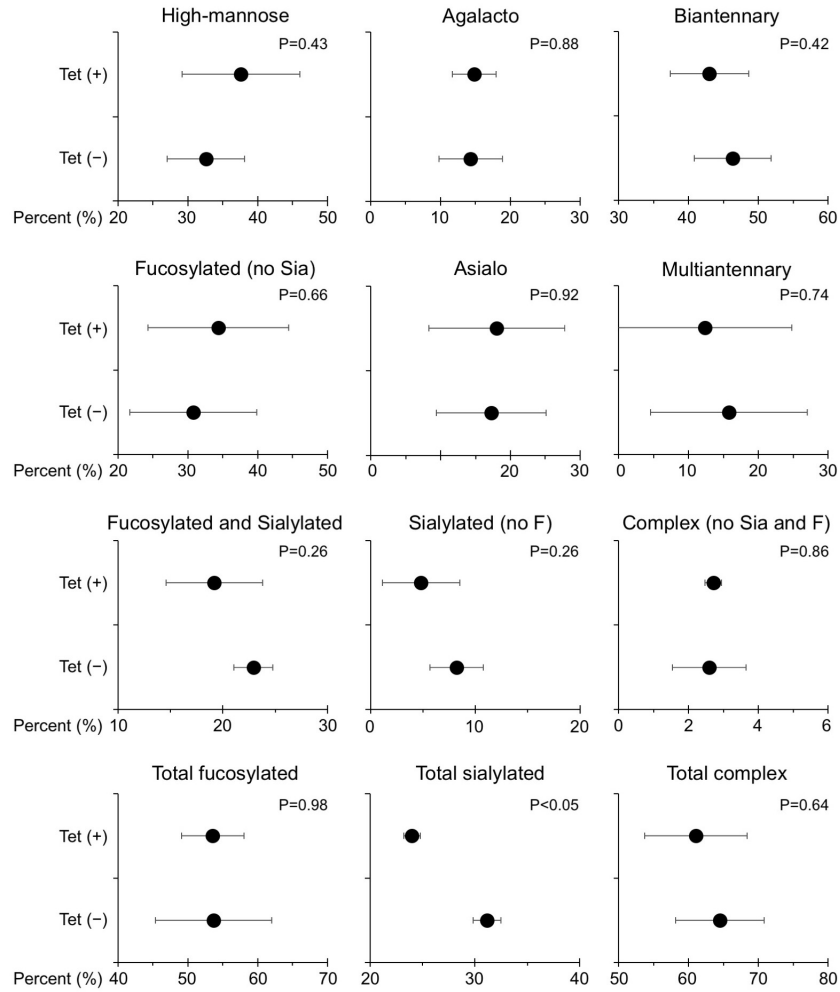 High-mannose Agalacto Biantennary
P=0.43 P=0.88 P=0.42
Tet (+)
Tet (−)
Percent (%) 20 30 40 50 0 10 20 30 30 40 50 60
Fucosylated (no Sia) Asialo Multiantennary
P=0.66 P=0.92 P=0.74
Tet (+)
Tet (−)
Percent (%) 20 30 40 50 0 10 20 30 0 10 20 30
Fucosylated and Sialylated Sialylated (no F) Complex (no Sia and F)
P=0.26 P=0.26 P=0.86
Tet (+)
Tet (−)
Percent (%) 10 20 30 0 10 20 0 2 4 6
Total fucosylated Total sialylated Total complex
P=0.98 P<0.05 P=0.64
Tet (+)
Tet (−)
Percent (%) 40 50 60 70 20 30 40 50 60 70 80